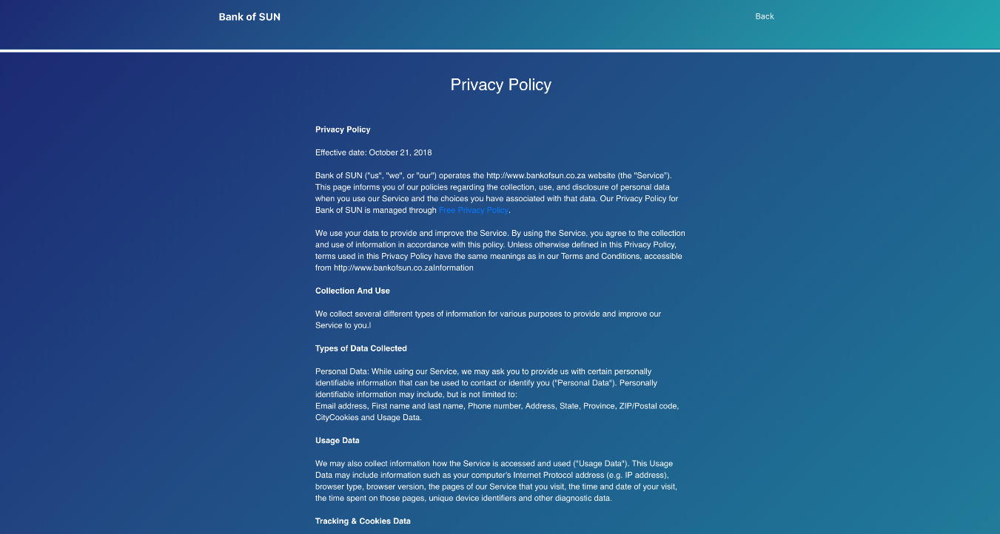 Bank of SUN
Back
Privacy Policy
Privacy Policy
Effective date: October 21, 2018
Bank of SUN ("us", "we", or "our") operates the http://www.bankofsun.co.za website (the "Service").
This page informs you of our policies regarding the collection, use, and disclosure of personal data
when you use our Service and the choices you have associated with that data. Our Privacy Policy for
Bank of SUN is managed through Free Privacy Policy.
We use your data to provide and improve the Service. By using the Service, you agree to the collection
and use of information in accordance with this policy. Unless otherwise defined in this Privacy Policy,
terms used in this Privacy Policy have the same meanings as in our Terms and Conditions, accessible
from http://www.bankofsun.co.zaInformation
Collection And Use
We collect several different types of information for various purposes to provide and improve our
Service to you.l
Types of Data Collected
Personal Data: While using our Service, we may ask you to provide us with certain personally
identifiable information that can be used to contact or identify you ("Personal Data"). Personally
identifiable information may include, but is not limited to:
Email address, First name and last name, Phone number, Address, State, Province, ZIP/Postal code,
CityCookies and Usage Data.
Usage Data
We may also collect information how the Service is accessed and used ("Usage Data"). This Usage
Data may include information such as your computer's Internet Protocol address (e.g. IP address),
browser type, browser version, the pages of our Service that you visit, the time and date of your visit,
the time spent on those pages, unique device identifiers and other diagnostic data.
Tracking & Cookies Data